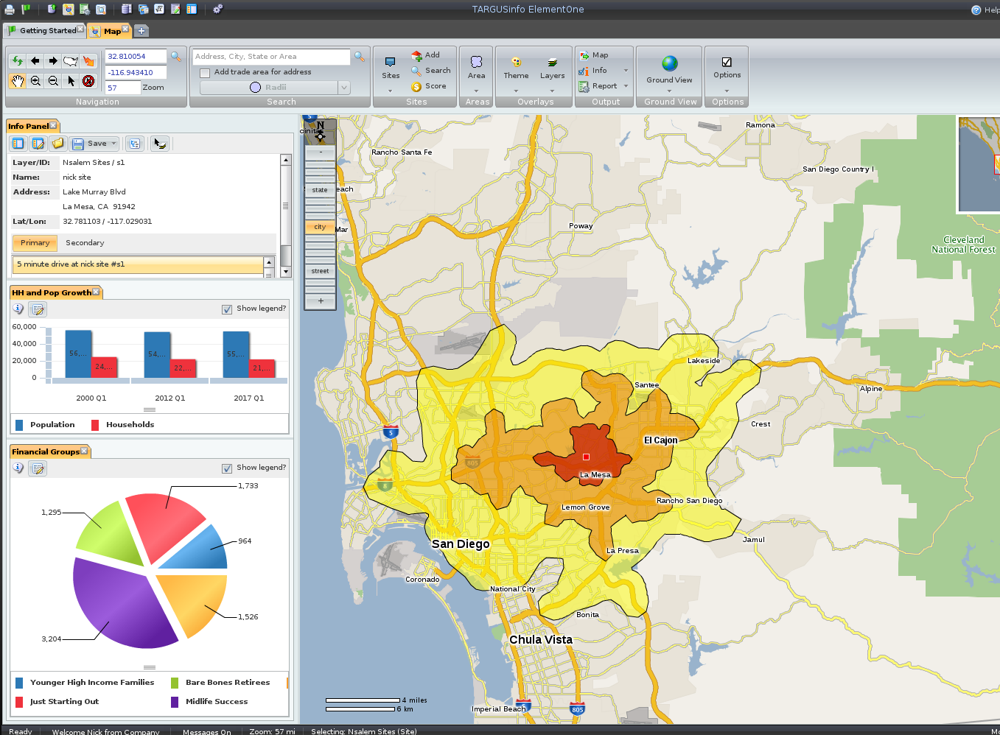 TARGUSinfo ElementOne
Help
Getting Started
Map
32.810054
-116.943410
57 Zoom
Navigation
Address, City, State or Area
Add trade area for address
Radii
Search
Sites
Add
Search
Score
Sites
Area
Areas
Theme
Layers
Overlays
Map
Info
Report
Output
Ground View
Ground View
Options
Options
Info Panel
Save
Layer/ID: Nsalem Sites / s1
Name: nick site
Address: Lake Murray Blvd
La Mesa, CA 91942
Lat/Lon: 32.781103 / -117.029031
Primary Secondary
5 minute drive at nick site #s1
HH and Pop Growth
Show legend?
60,000
40,000
20,000
0
56,...
24,...
54,...
22,...
55,...
21,...
2000 Q1 2012 Q1 2017 Q1
Population Households
Financial Groups
Show legend?
1,733
1,295
964
1,526
3,204
Younger High Income Families Bare Bones Retirees
Just Starting Out Midlife Success
N
-
state
city
street
+
5
cinit
each
Mar
Rancho Santa Fe
Ramona
San Diego Country
Poway
Cleveland
National Forest
Lakeside
Santee
Alpine
Crest
5
El Cajon
805
La Mesa
8
Rancho San Diego
Lemon Grove
Jamul
San Diego
La Presa
Coronado
National City
Bonita
Chula Vista
4 miles
6 km
Imperial Beach
5
805
Ready Welcome Nick from Company Messages On Zoom: 57 mi Selecting: Nsalem Sites (Site) Mo